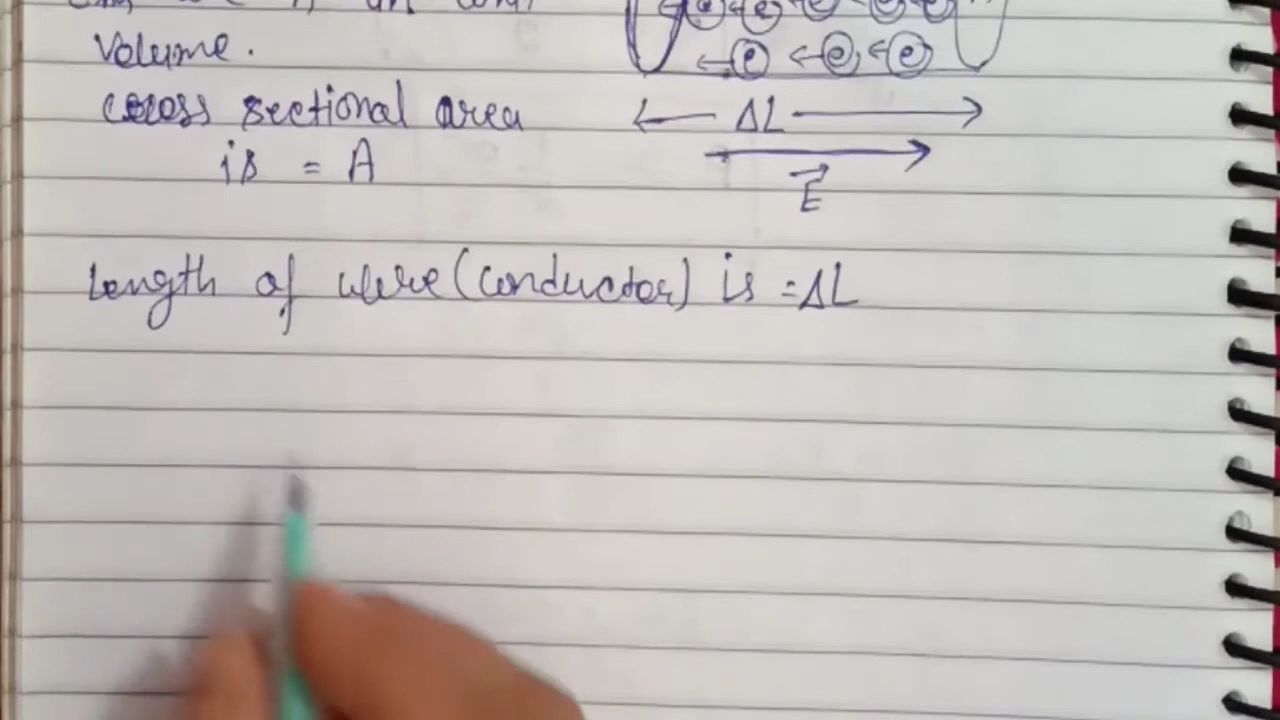 e e e e e
Volume.
← e ← e ← e
cross sectional area
← ΔL →
is = A
E
Length of wire (conductor) is = ΔL